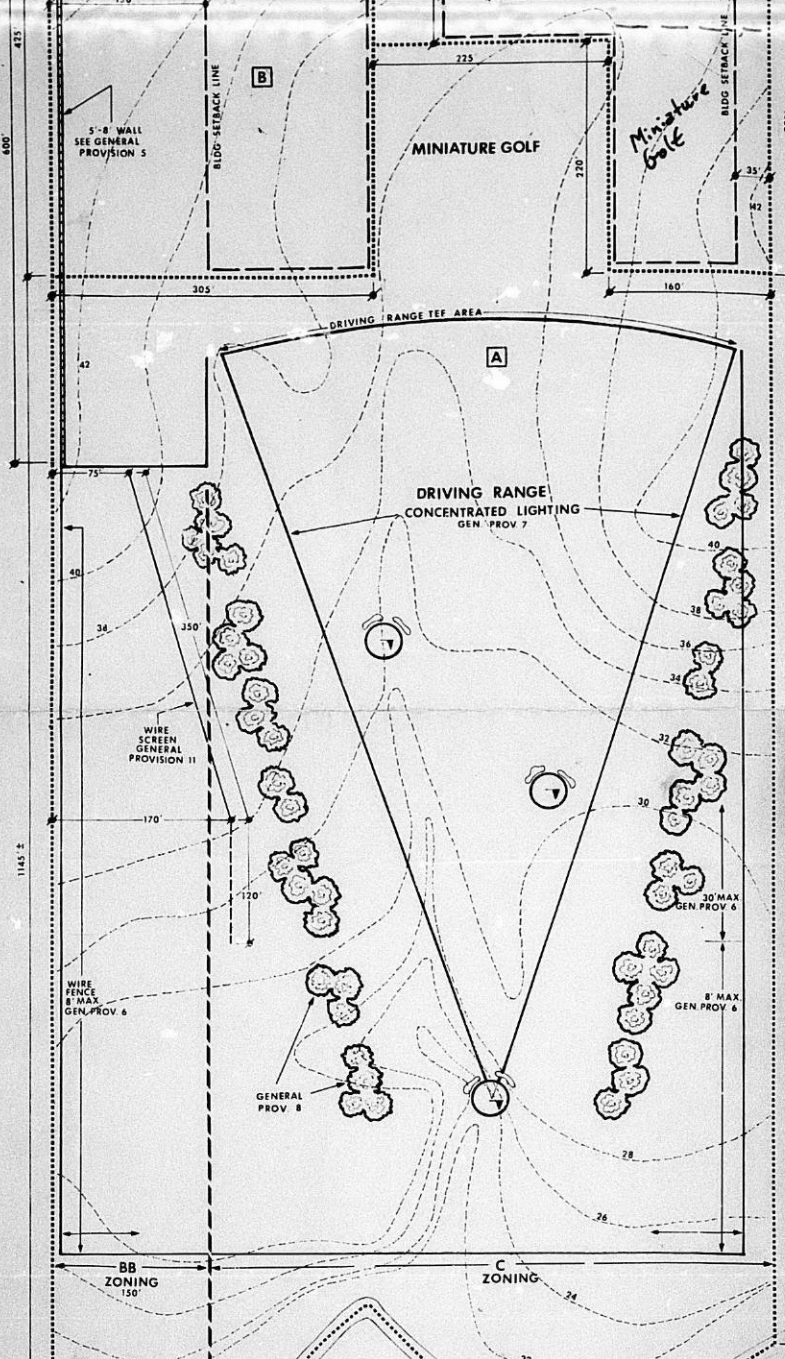 425'
600'
BLDG SETBACK LINE
B
5'-8' WALL
SEE GENERAL
PROVISION 5
225'
MINIATURE GOLF
220'
Miniature
Golf
BLDG SETBACK LINE
35'
42
305'
160'
DRIVING RANGE TEF AREA
A
42
75'
DRIVING RANGE
CONCENTRATED LIGHTING
GEN. PROV. 7
40
38
350'
40
38
36
34
32
30
WIRE
SCREEN
GENERAL
PROVISION 11
170'
120'
1145' ±
30' MAX
GEN. PROV. 6
WIRE
FENCE
8' MAX
GEN. PROV. 6
8' MAX.
GEN. PROV. 6
GENERAL
PROV. 8
28
26
24
BB
ZONING
150'
C
ZONING